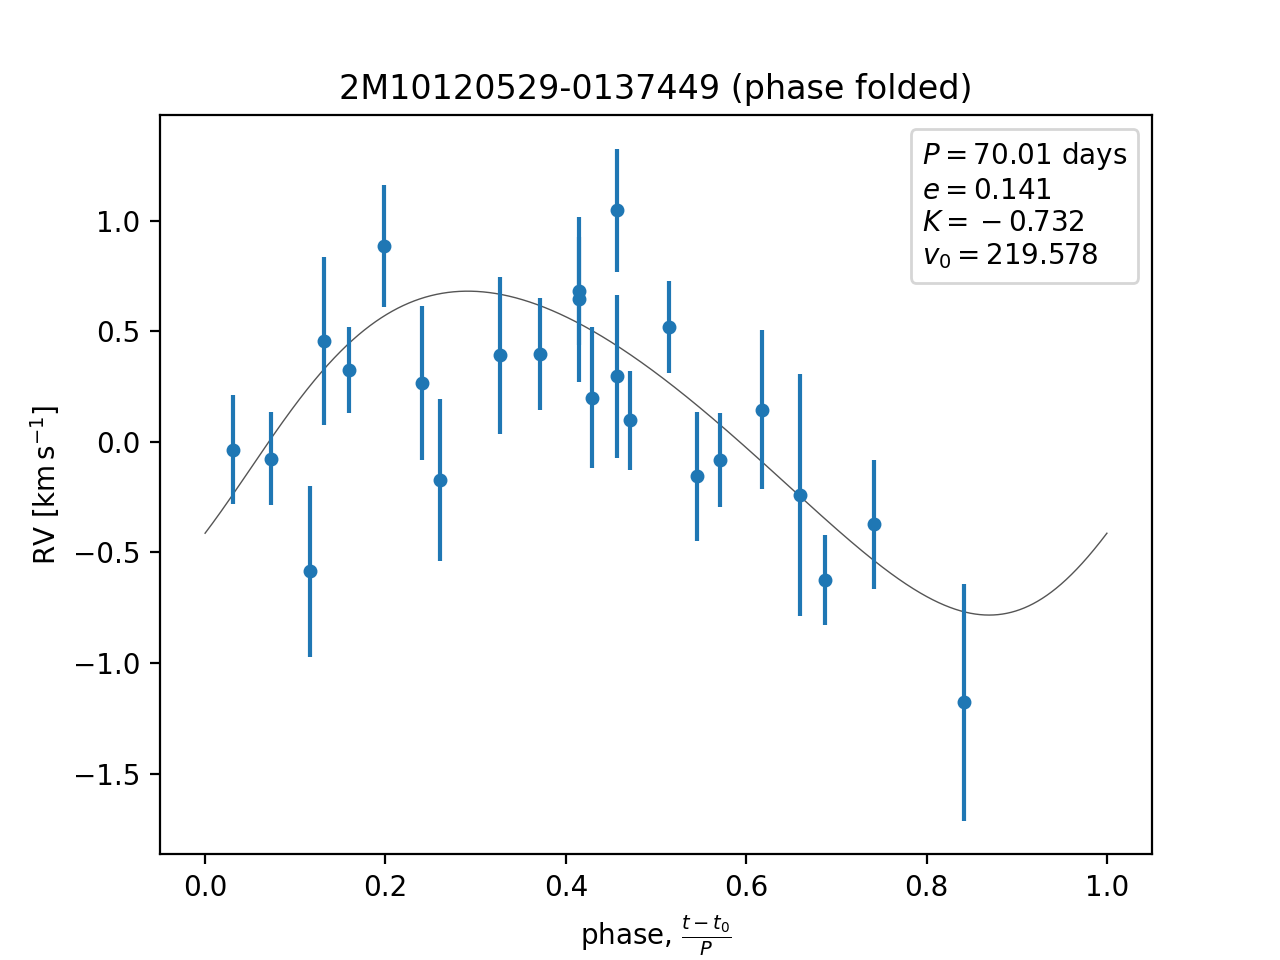 2M10120529-0137449 (phase folded)
P = 70.01 days
e = 0.141
K = −0.732
v₀ = 219.578
1.0
0.5
0.0
−0.5
−1.0
−1.5
RV [km s⁻¹]
0.0 0.2 0.4 0.6 0.8 1.0
phase, (t − t₀)/P